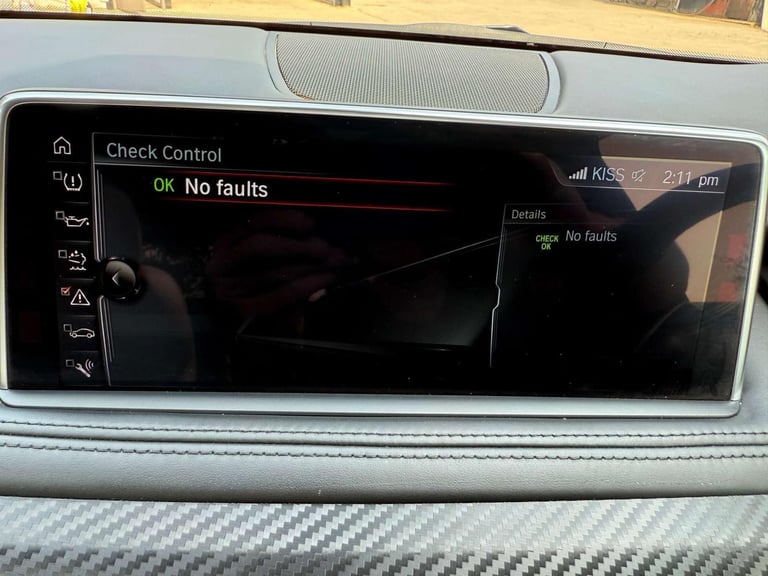 Check Control
KISS 2:11 pm
OK No faults
Details
CHECK
OK
No faults